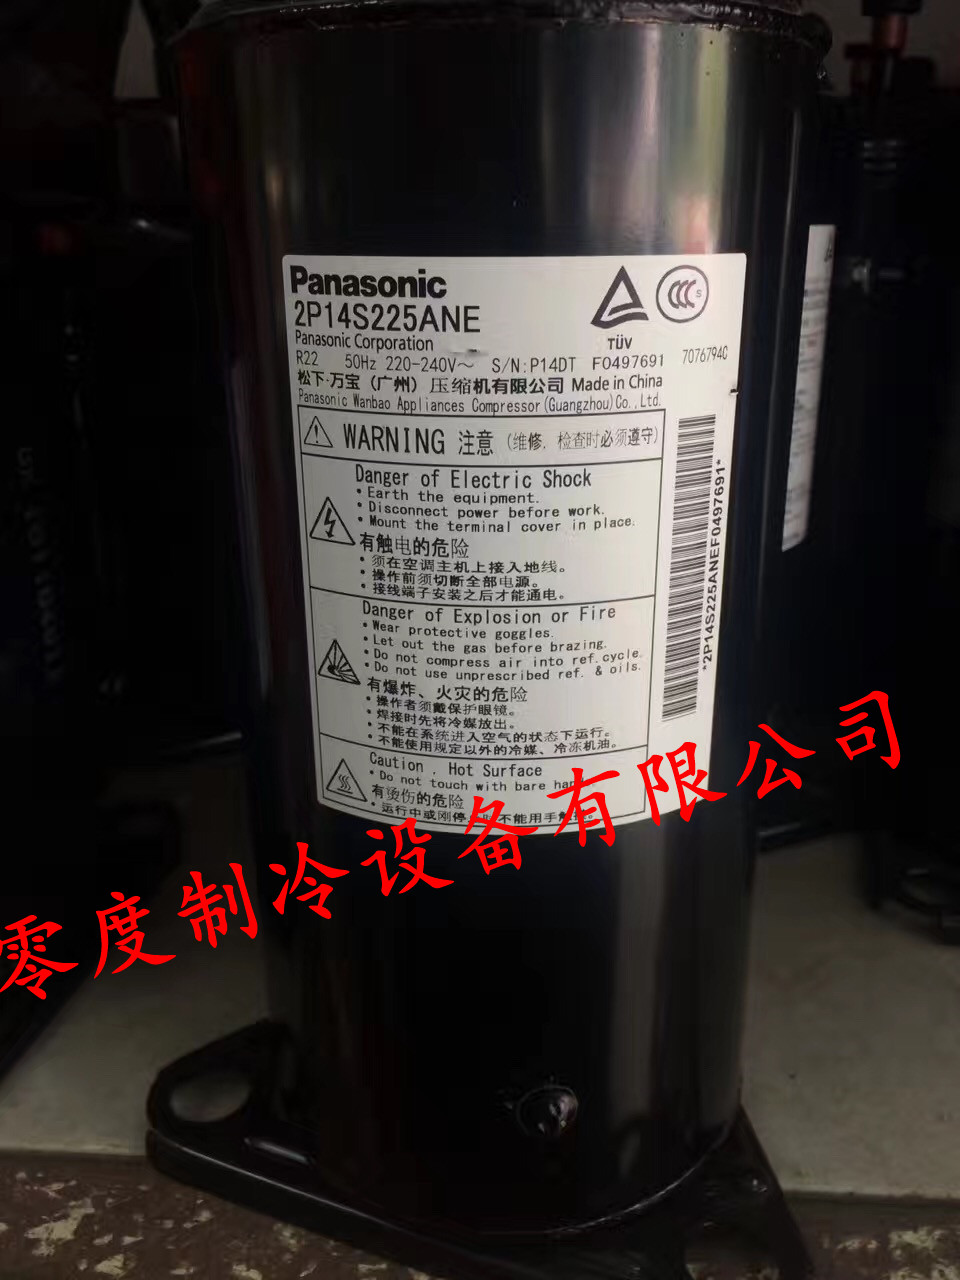 Panasonic
2P14S225ANE
Panasonic Corporation
TÜV
CCC S
R22 50Hz 220-240V～ S/N:P14DT F0497691 7076794C
松下·万宝（广州）压缩机有限公司 Made in China
Panasonic Wanbao Appliances Compressor(Guangzhou)Co.,Ltd.
WARNING 注意（维修，检查时必须遵守）
Danger of Electric Shock
• Earth the equipment.
• Disconnect power before work.
• Mount the terminal cover in place.
有触电的危险
• 须在空调主机上接入地线。
• 操作前须切断全部电源。
• 接线端子安装之后才能通电。
Danger of Explosion or Fire
• Wear protective goggles.
• Let out the gas before brazing.
• Do not compress air into ref.cycle.
• Do not use unprescribed ref. & oils.
有爆炸、火灾的危险
• 操作者须戴保护眼镜。
• 焊接时先将冷媒放出。
• 不能在系统进入空气的状态下运行。
• 不能使用规定以外的冷媒、冷冻机油。
Caution , Hot Surface
• Do not touch with bare
有烫伤的危险
• 运行中或刚停 不能用手
*2P14S225ANEF0497691*
零度制冷设备有限公司